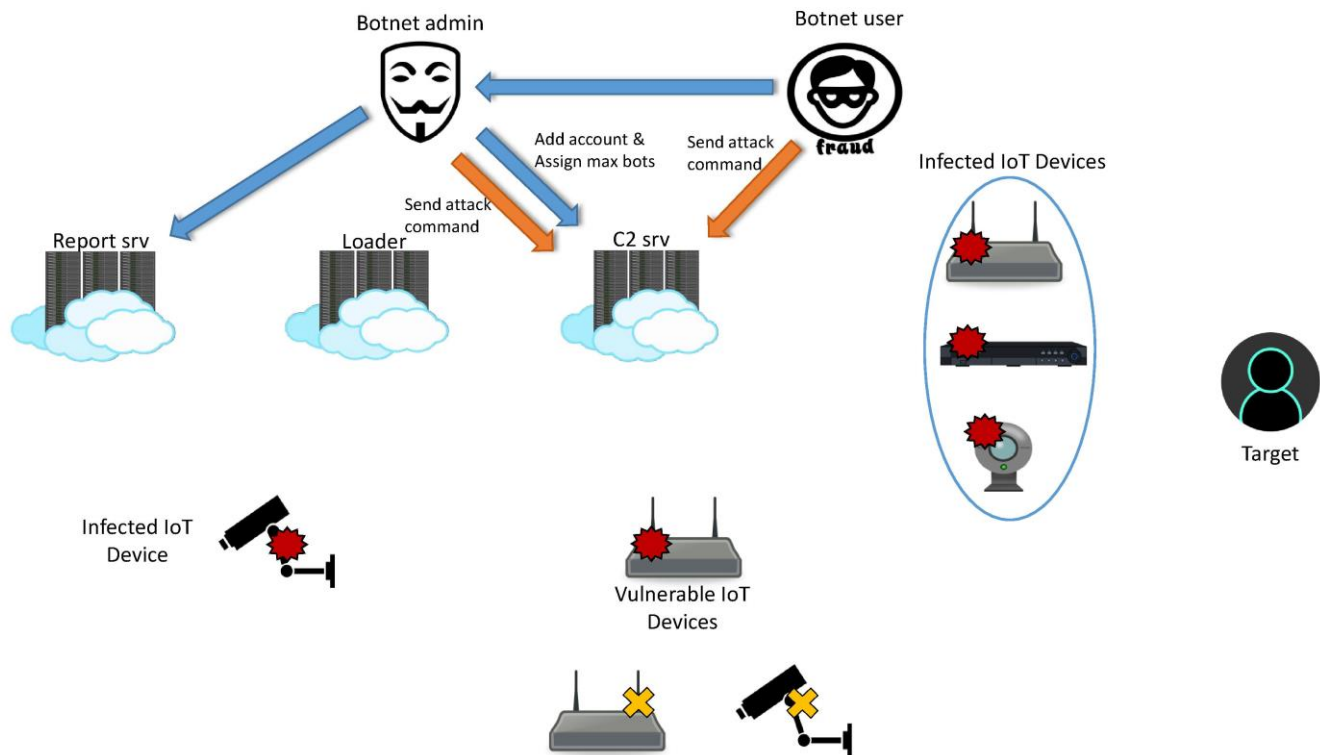 Botnet admin
Botnet user
fraud
Add account &
Assign max bots
Send attack
command
Infected IoT Devices
Send attack
command
Report srv
Loader
C2 srv
Target
Infected IoT
Device
Vulnerable IoT
Devices